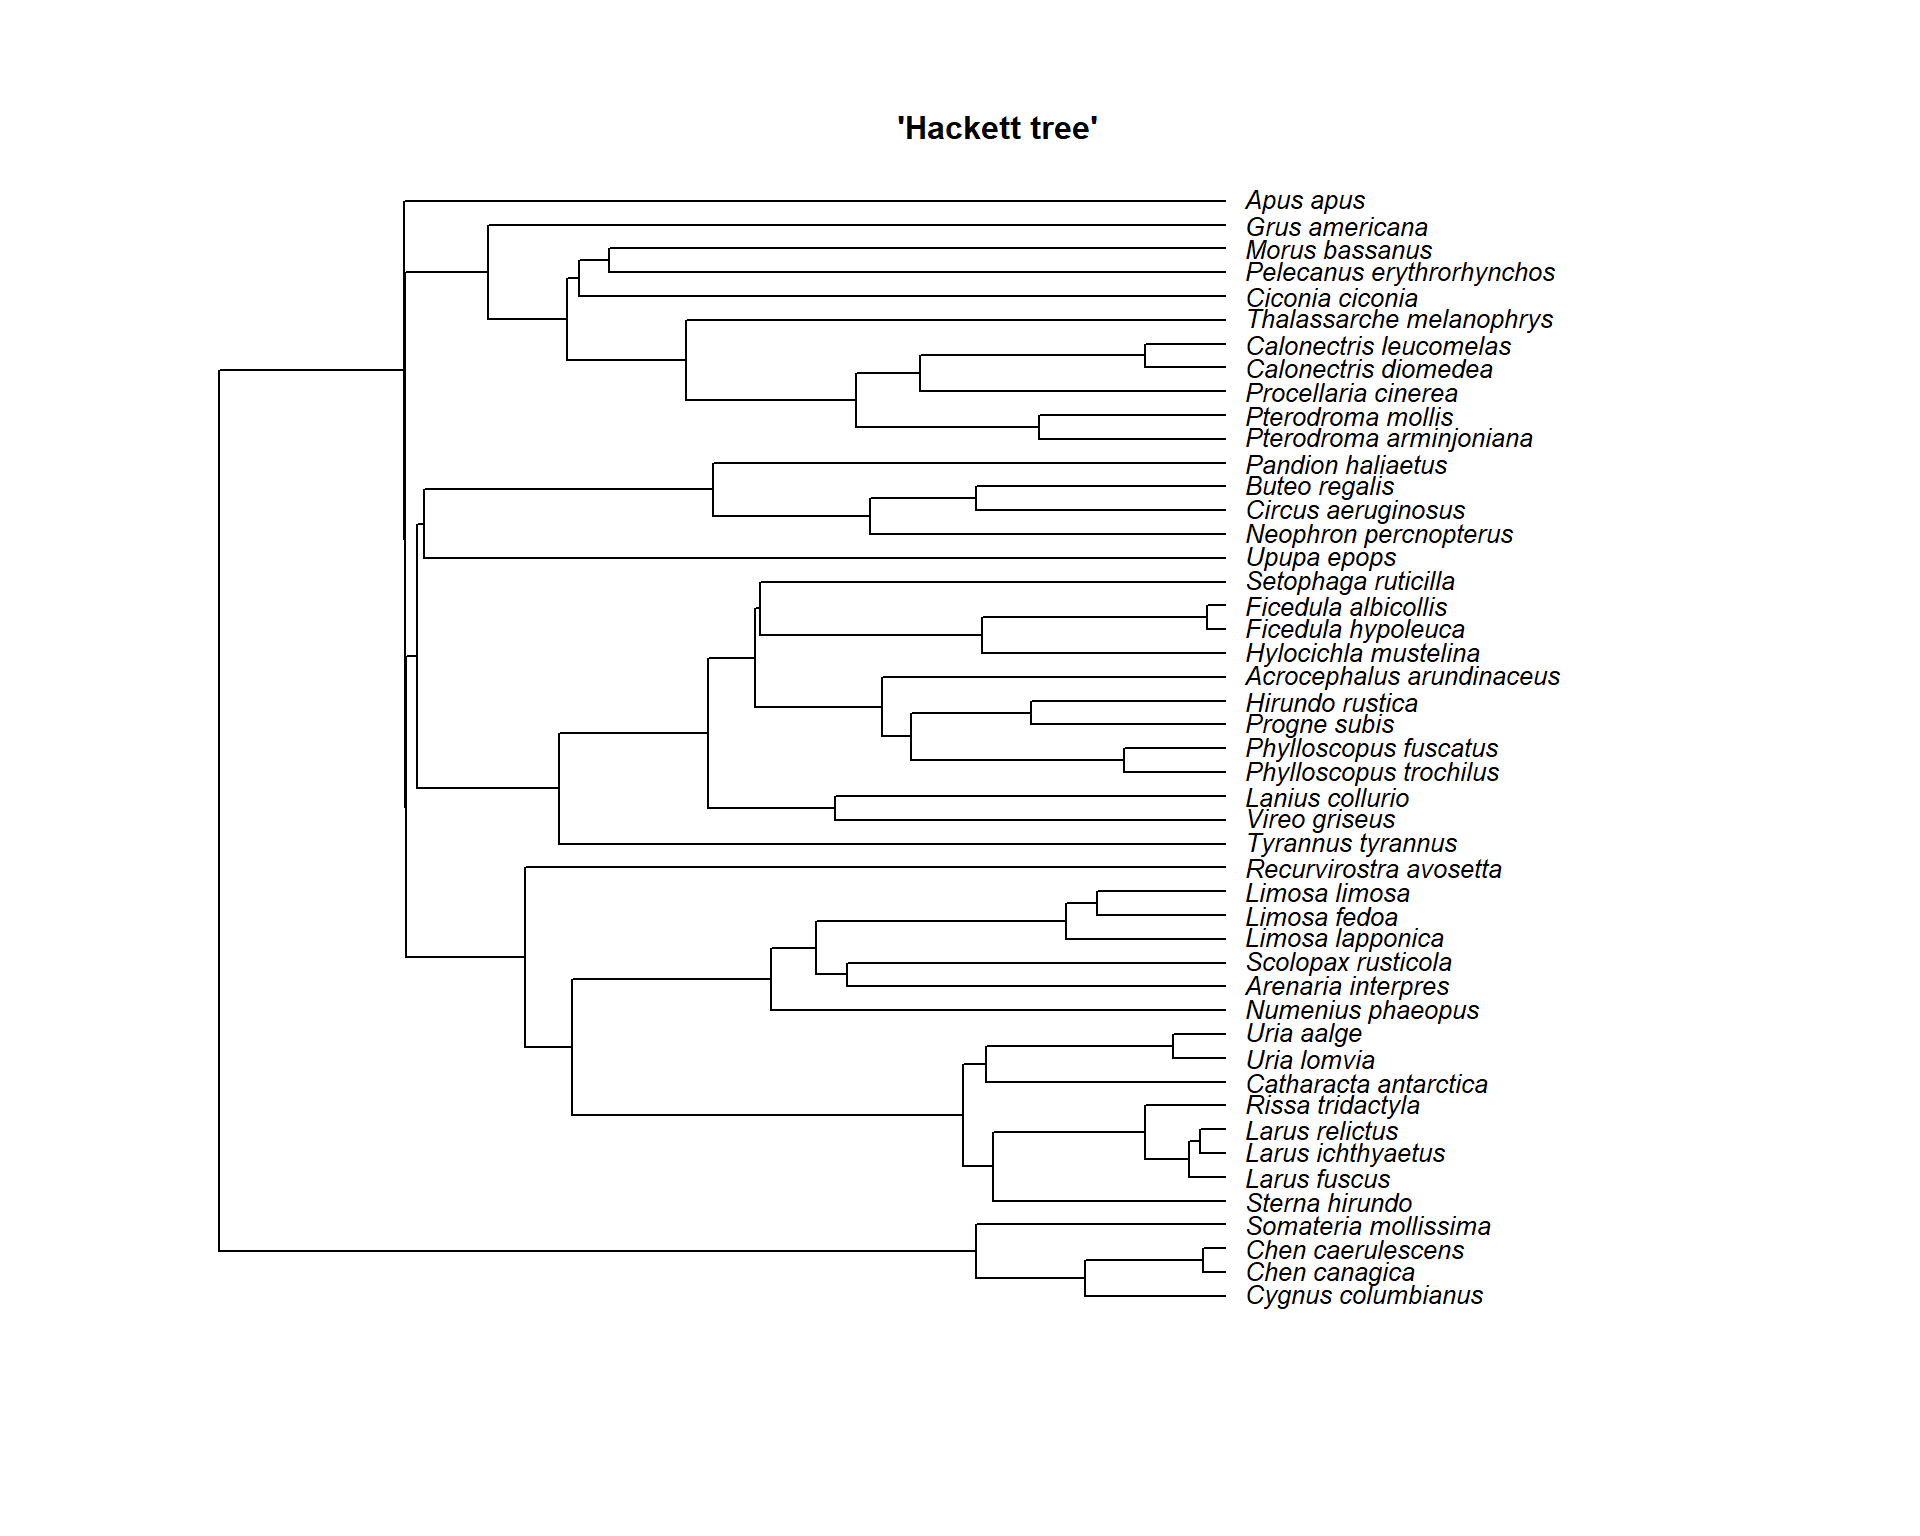 'Hackett tree'
Apus apus
Grus americana
Morus bassanus
Pelecanus erythrorhynchos
Ciconia ciconia
Thalassarche melanophrys
Calonectris leucomelas
Calonectris diomedea
Procellaria cinerea
Pterodroma mollis
Pterodroma arminjoniana
Pandion haliaetus
Buteo regalis
Circus aeruginosus
Neophron percnopterus
Upupa epops
Setophaga ruticilla
Ficedula albicollis
Ficedula hypoleuca
Hylocichla mustelina
Acrocephalus arundinaceus
Hirundo rustica
Progne subis
Phylloscopus fuscatus
Phylloscopus trochilus
Lanius collurio
Vireo griseus
Tyrannus tyrannus
Recurvirostra avosetta
Limosa limosa
Limosa fedoa
Limosa lapponica
Scolopax rusticola
Arenaria interpres
Numenius phaeopus
Uria aalge
Uria lomvia
Catharacta antarctica
Rissa tridactyla
Larus relictus
Larus ichthyaetus
Larus fuscus
Sterna hirundo
Somateria mollissima
Chen caerulescens
Chen canagica
Cygnus columbianus